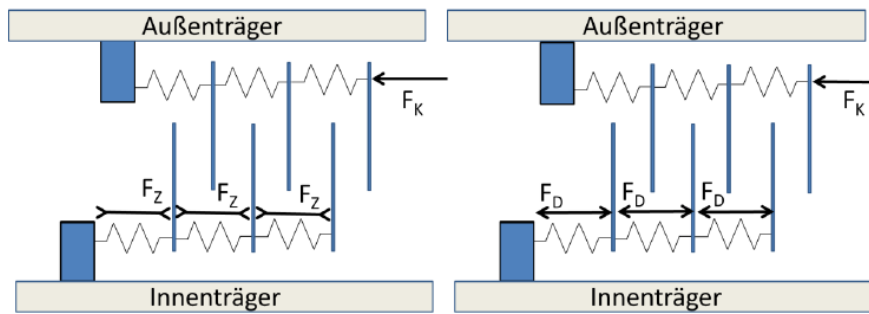 Außenträger
F_K
F_Z F_Z F_Z
Innenträger
Außenträger
F_K
F_D F_D F_D
Innenträger